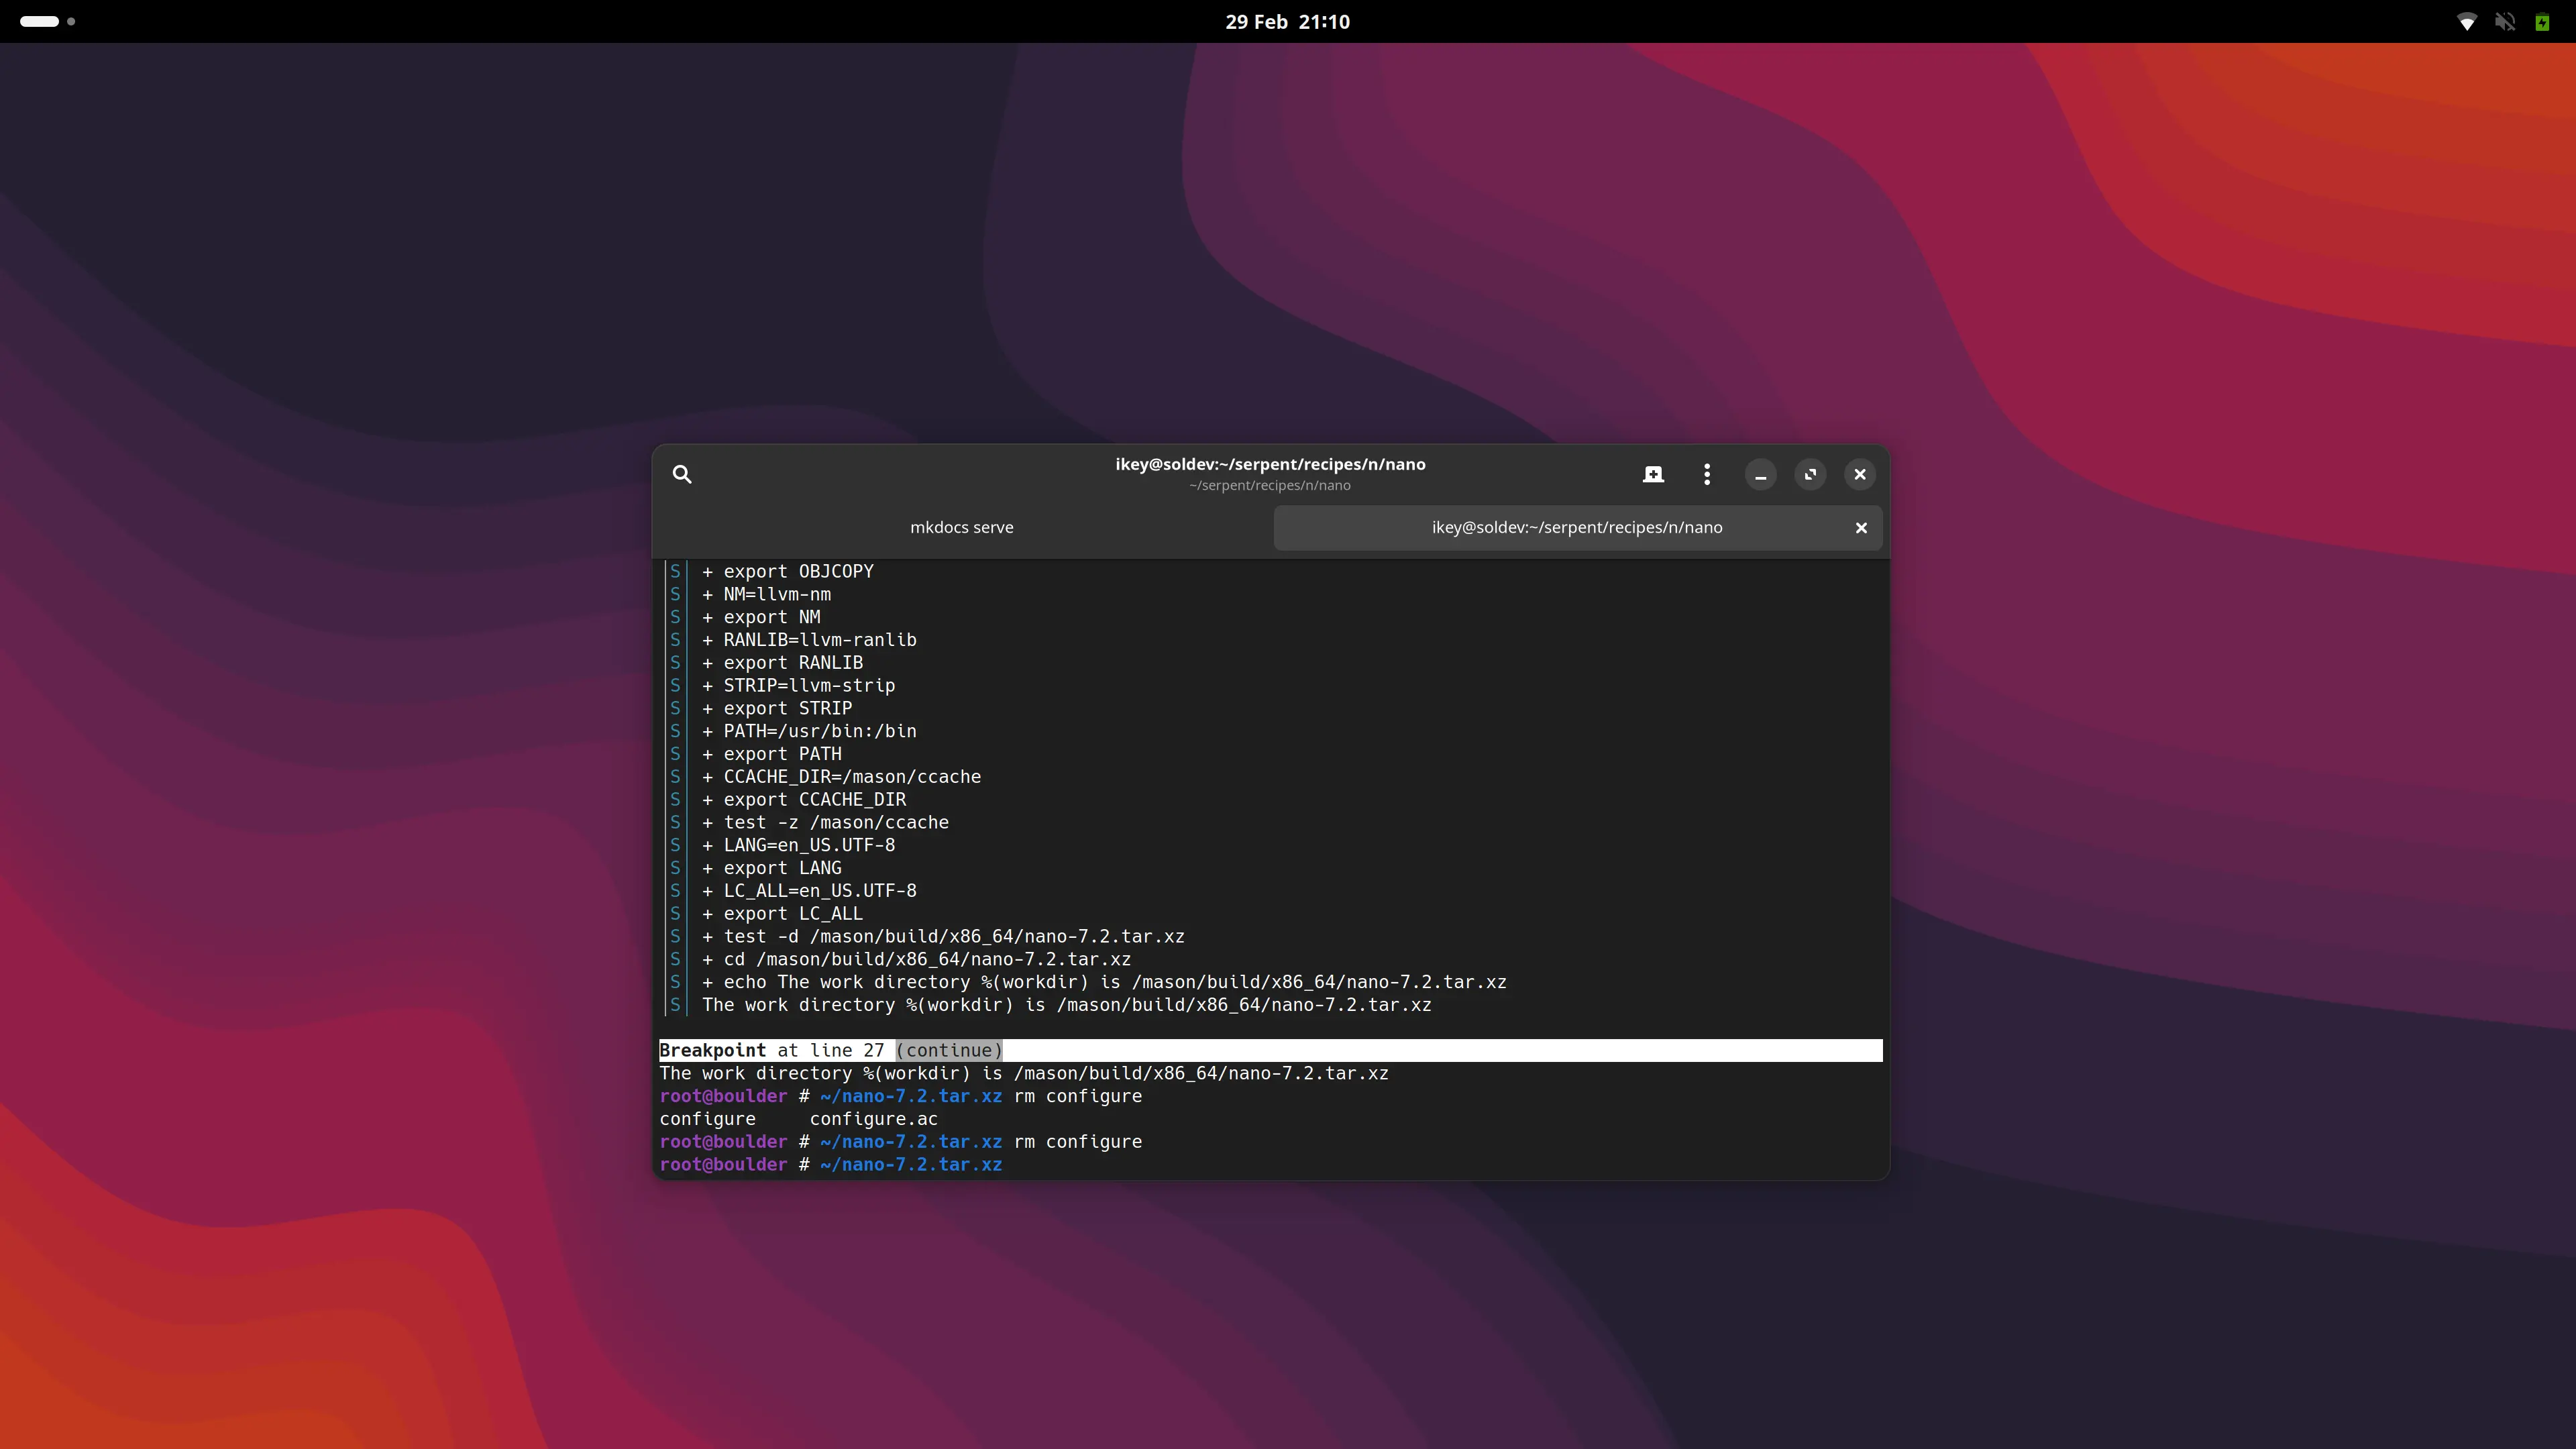 29 Feb 21:10
ikey@soldev:~/serpent/recipes/n/nano
~/serpent/recipes/n/nano
mkdocs serve
ikey@soldev:~/serpent/recipes/n/nano
S + export OBJCOPY
S + NM=llvm-nm
S + export NM
S + RANLIB=llvm-ranlib
S + export RANLIB
S + STRIP=llvm-strip
S + export STRIP
S + PATH=/usr/bin:/bin
S + export PATH
S + CCACHE_DIR=/mason/ccache
S + export CCACHE_DIR
S + test -z /mason/ccache
S + LANG=en_US.UTF-8
S + export LANG
S + LC_ALL=en_US.UTF-8
S + export LC_ALL
S + test -d /mason/build/x86_64/nano-7.2.tar.xz
S + cd /mason/build/x86_64/nano-7.2.tar.xz
S + echo The work directory %(workdir) is /mason/build/x86_64/nano-7.2.tar.xz
S The work directory %(workdir) is /mason/build/x86_64/nano-7.2.tar.xz
Breakpoint at line 27 (continue)
The work directory %(workdir) is /mason/build/x86_64/nano-7.2.tar.xz
root@boulder # ~/nano-7.2.tar.xz rm configure
configure configure.ac
root@boulder # ~/nano-7.2.tar.xz rm configure
root@boulder # ~/nano-7.2.tar.xz